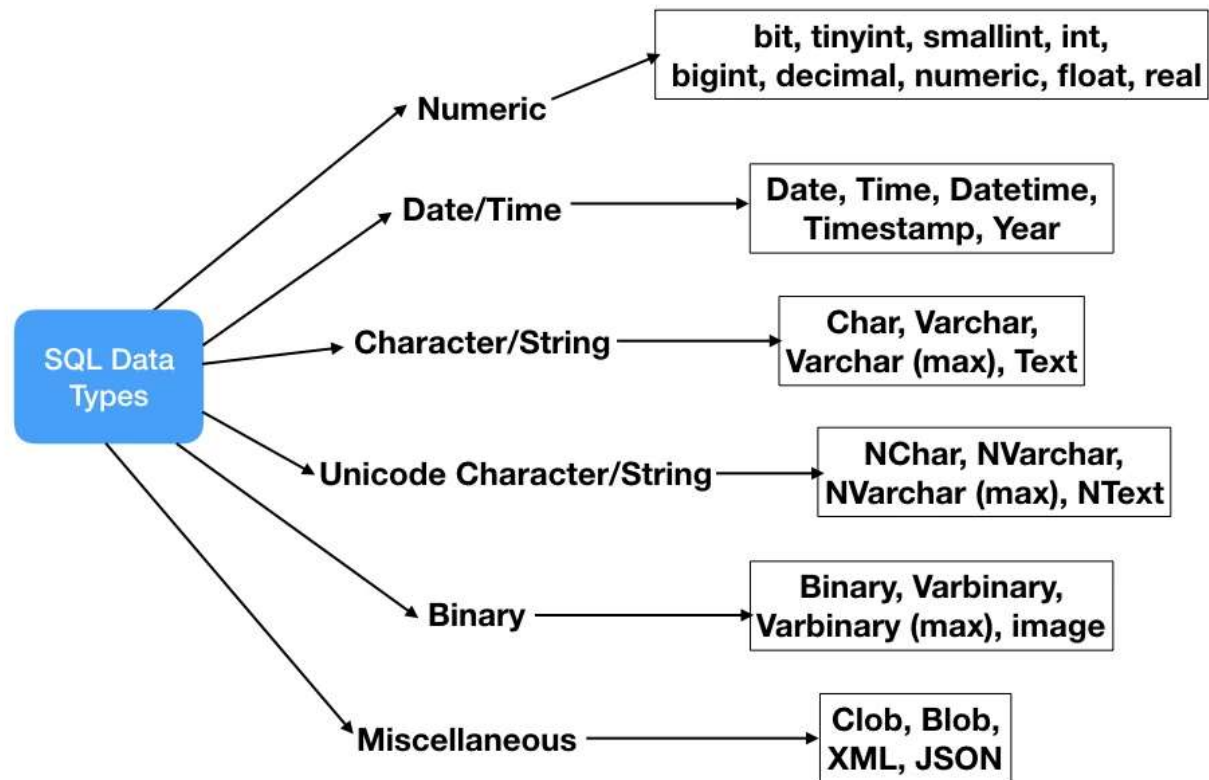 SQL Data
Types
Numeric
bit, tinyint, smallint, int,
bigint, decimal, numeric, float, real
Date/Time
Date, Time, Datetime,
Timestamp, Year
Character/String
Char, Varchar,
Varchar (max), Text
Unicode Character/String
NChar, NVarchar,
NVarchar (max), NText
Binary
Binary, Varbinary,
Varbinary (max), image
Miscellaneous
Clob, Blob,
XML, JSON